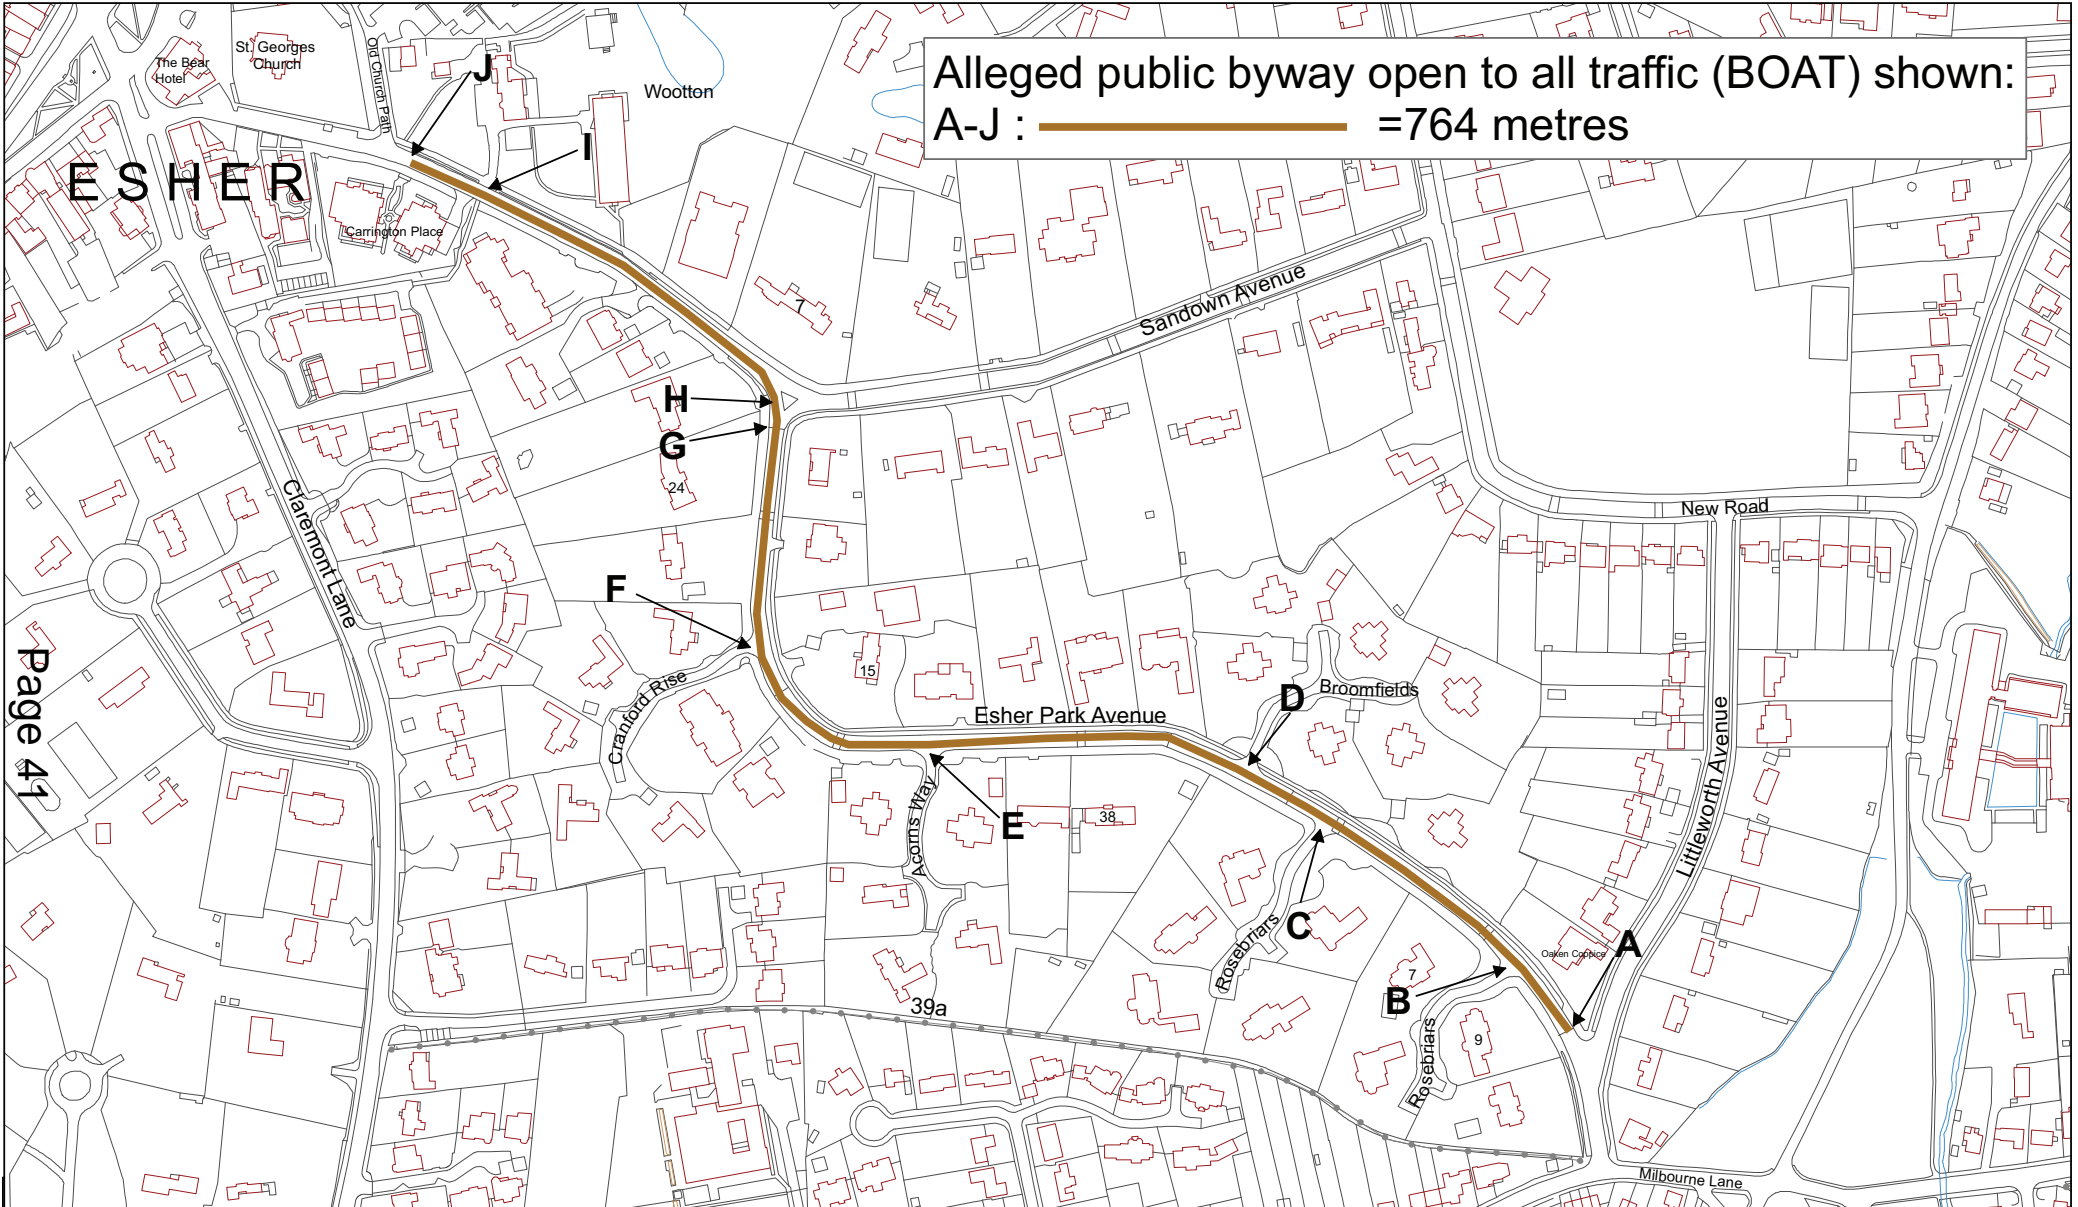 Alleged public byway open to all traffic (BOAT) shown:
A-J : =764 metres
St. Georges
Church
The Bear
Hotel
Old Church Path
J
Wootton
I
ESHER
Carrington Place
7
Sandown Avenue
H
G
24
Claremont Lane
New Road
F
15
Cranford Rise
Page 41
Esher Park Avenue
D
Broomfields
Littleworth Avenue
Acorns Way
E
38
C
Rosebriars
A
Oaken Coppice
7
B
39a
9
Rosebriars
Milbourne Lane